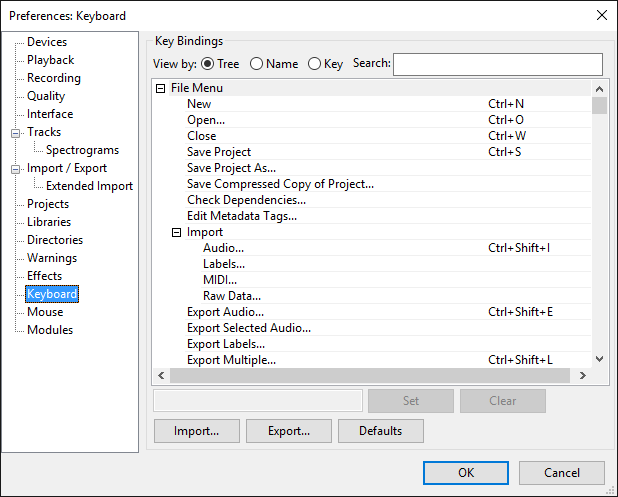 Preferences: Keyboard
Devices
Playback
Recording
Quality
Interface
Tracks
Spectrograms
Import / Export
Extended Import
Projects
Libraries
Directories
Warnings
Effects
Keyboard
Mouse
Modules
Key Bindings
View by: Tree Name Key Search:
File Menu
New Ctrl+N
Open... Ctrl+O
Close Ctrl+W
Save Project Ctrl+S
Save Project As...
Save Compressed Copy of Project...
Check Dependencies...
Edit Metadata Tags...
Import
Audio... Ctrl+Shift+I
Labels...
MIDI...
Raw Data...
Export Audio... Ctrl+Shift+E
Export Selected Audio...
Export Labels...
Export Multiple... Ctrl+Shift+L
Set Clear
Import... Export... Defaults
OK Cancel